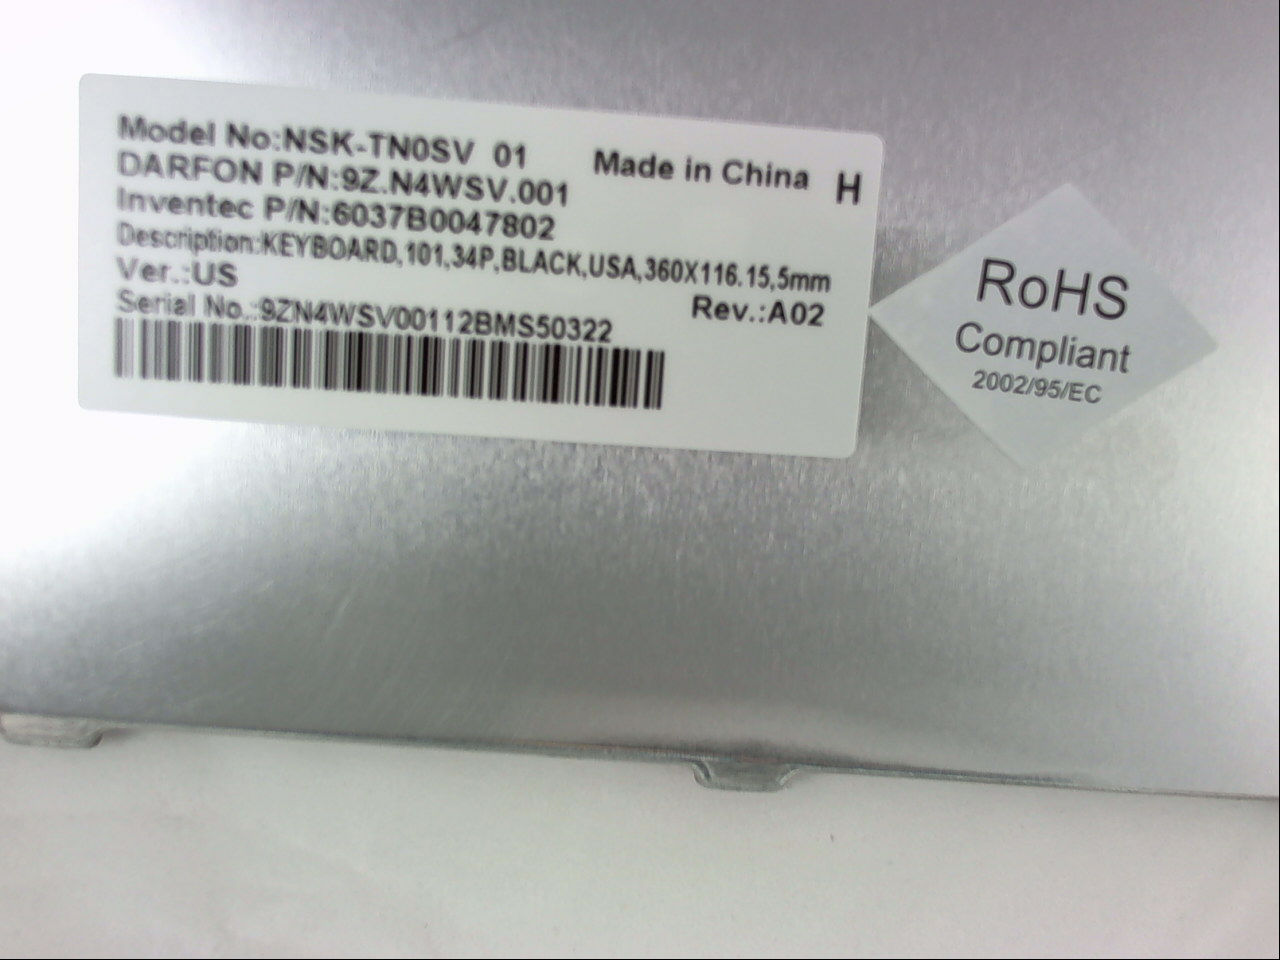 Model No:NSK-TN0SV 01
Made in China H
DARFON P/N:9Z.N4WSV.001
Inventec P/N:6037B0047802
Description:KEYBOARD,101,34P,BLACK,USA,360X116.15,5mm
Ver.:US
Rev.:A02
Serial No.:9ZN4WSV00112BMS50322
RoHS
Compliant
2002/95/EC